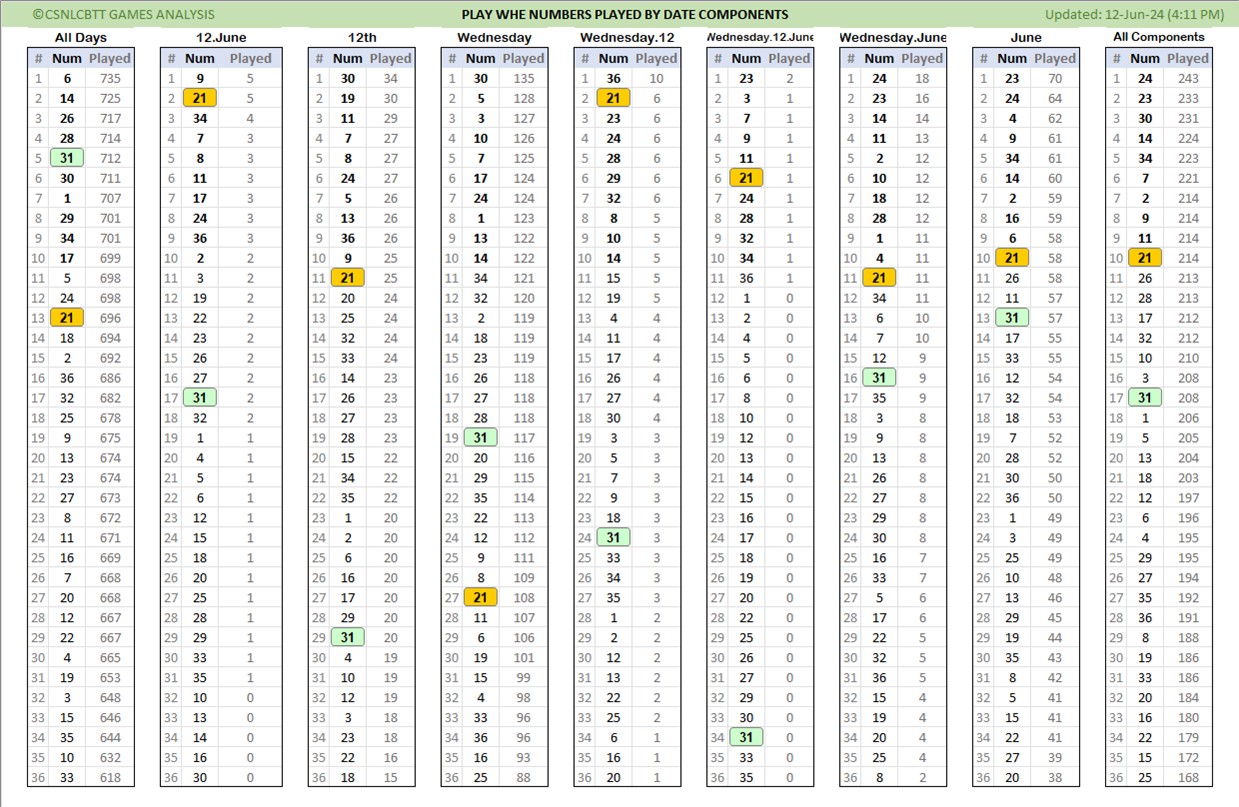 ©CSNLCBTT GAMES ANALYSIS PLAY WHE NUMBERS PLAYED BY DATE COMPONENTS Updated: 12-Jun-24 (4:11 PM)
All Days 12.June 12th Wednesday Wednesday.12 Wednesday.12.June Wednesday.June June All Components
# Num Played # Num Played # Num Played # Num Played # Num Played # Num Played # Num Played # Num Played # Num Played
1 6 735 1 9 5 1 30 34 1 30 135 1 36 10 1 23 2 1 24 18 1 23 70 1 24 243
2 14 725 2 21 5 2 19 30 2 5 128 2 21 6 2 3 1 2 23 16 2 24 64 2 23 233
3 26 717 3 34 4 3 11 29 3 3 127 3 23 6 3 7 1 3 14 14 3 4 62 3 30 231
4 28 714 4 7 3 4 7 27 4 10 126 4 24 6 4 9 1 4 11 13 4 9 61 4 14 224
5 31 712 5 8 3 5 8 27 5 7 125 5 28 6 5 11 1 5 2 12 5 34 61 5 34 223
6 30 711 6 11 3 6 24 27 6 17 124 6 29 6 6 21 1 6 10 12 6 14 60 6 7 221
7 1 707 7 17 3 7 5 26 7 24 124 7 32 6 7 24 1 7 18 12 7 2 59 7 2 214
8 29 701 8 24 3 8 13 26 8 1 123 8 8 5 8 28 1 8 28 12 8 16 59 8 9 214
9 34 701 9 36 3 9 36 26 9 13 122 9 10 5 9 32 1 9 1 11 9 6 58 9 11 214
10 17 699 10 2 2 10 9 25 10 14 122 10 14 5 10 34 1 10 4 11 10 21 58 10 21 214
11 5 698 11 3 2 11 21 25 11 34 121 11 15 5 11 36 1 11 21 11 11 26 58 11 26 213
12 24 698 12 19 2 12 20 24 12 32 120 12 19 5 12 1 0 12 34 11 12 11 57 12 28 213
13 21 696 13 22 2 13 25 24 13 2 119 13 4 4 13 2 0 13 6 10 13 31 57 13 17 212
14 18 694 14 23 2 14 32 24 14 18 119 14 11 4 14 4 0 14 7 10 14 17 55 14 32 212
15 2 692 15 26 2 15 33 24 15 23 119 15 17 4 15 5 0 15 12 9 15 33 55 15 10 210
16 36 686 16 27 2 16 14 23 16 26 118 16 26 4 16 6 0 16 31 9 16 12 54 16 3 208
17 32 682 17 31 2 17 26 23 17 27 118 17 27 4 17 8 0 17 35 9 17 32 54 17 31 208
18 25 678 18 32 2 18 27 23 18 28 118 18 30 4 18 10 0 18 3 8 18 18 53 18 1 206
19 9 675 19 1 1 19 28 23 19 31 117 19 3 3 19 12 0 19 9 8 19 7 52 19 5 205
20 13 674 20 4 1 20 15 22 20 20 116 20 5 3 20 13 0 20 13 8 20 28 52 20 13 204
21 23 674 21 5 1 21 34 22 21 29 115 21 7 3 21 14 0 21 26 8 21 30 50 21 18 203
22 27 673 22 6 1 22 35 22 22 35 114 22 9 3 22 15 0 22 27 8 22 36 50 22 12 197
23 8 672 23 12 1 23 1 20 23 22 113 23 18 3 23 16 0 23 29 8 23 1 49 23 6 196
24 11 671 24 15 1 24 2 20 24 12 112 24 31 3 24 17 0 24 30 8 24 3 49 24 4 195
25 16 669 25 18 1 25 6 20 25 9 111 25 33 3 25 18 0 25 16 7 25 25 49 25 29 195
26 7 668 26 20 1 26 16 20 26 8 109 26 34 3 26 19 0 26 33 7 26 10 48 26 27 194
27 20 668 27 25 1 27 17 20 27 21 108 27 35 3 27 20 0 27 5 6 27 13 46 27 35 192
28 12 667 28 28 1 28 29 20 28 11 107 28 1 2 28 22 0 28 17 6 28 29 45 28 36 191
29 22 667 29 29 1 29 31 20 29 6 106 29 2 2 29 25 0 29 22 5 29 19 44 29 8 188
30 4 665 30 33 1 30 4 19 30 19 101 30 12 2 30 26 0 30 32 5 30 35 43 30 19 186
31 19 653 31 35 1 31 10 19 31 15 99 31 13 2 31 27 0 31 36 5 31 8 42 31 33 186
32 3 648 32 10 0 32 12 19 32 4 98 32 22 2 32 29 0 32 15 4 32 5 41 32 20 184
33 15 646 33 13 0 33 3 18 33 33 96 33 25 2 33 30 0 33 19 4 33 15 41 33 16 180
34 35 644 34 14 0 34 23 18 34 36 96 34 6 1 34 31 0 34 20 4 34 22 41 34 22 179
35 10 632 35 16 0 35 22 16 35 16 93 35 16 1 35 33 0 35 25 4 35 27 39 35 15 172
36 33 618 36 30 0 36 18 15 36 25 88 36 20 1 36 35 0 36 8 2 36 20 38 36 25 168